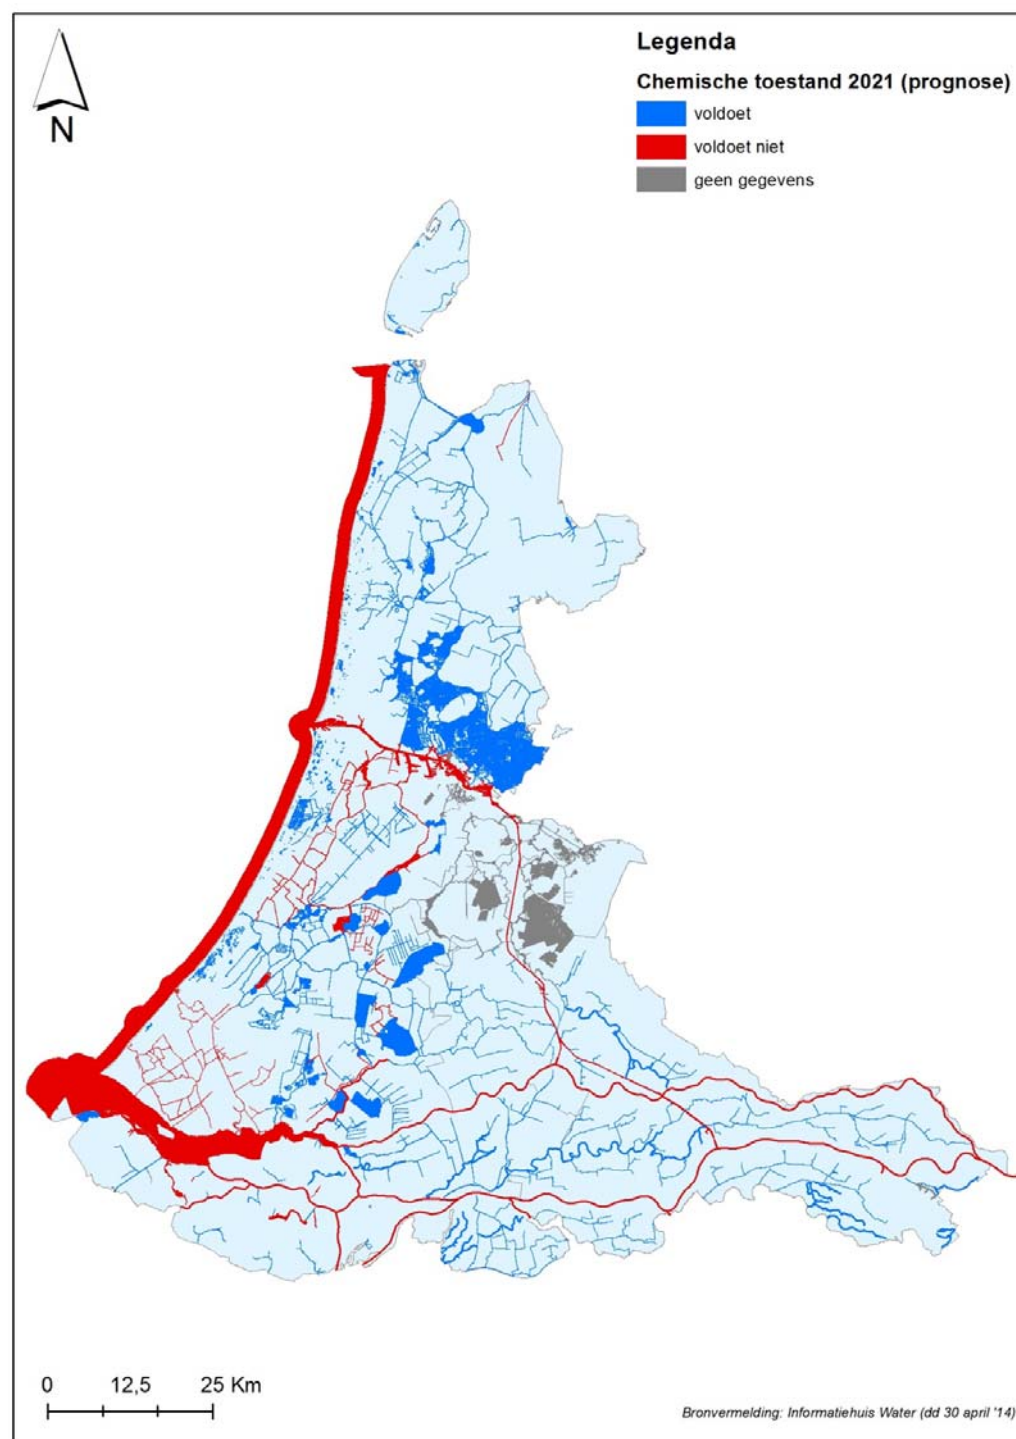 N
Legenda
Chemische toestand 2021 (prognose)
voldoet
voldoet niet
geen gegevens
0 12,5 25 Km
Bronvermelding: Informatiehuis Water (dd 30 april '14)